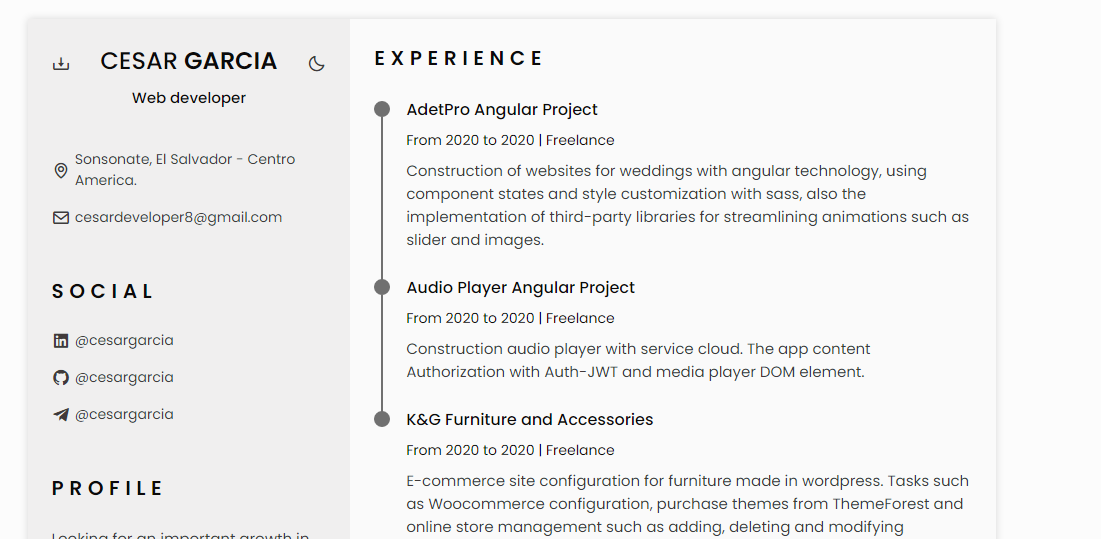 CESAR GARCIA
Web developer
Sonsonate, El Salvador - Centro
America.
cesardeveloper8@gmail.com
SOCIAL
@cesargarcia
@cesargarcia
@cesargarcia
PROFILE
Looking for an important growth in
EXPERIENCE
AdetPro Angular Project
From 2020 to 2020 | Freelance
Construction of websites for weddings with angular technology, using
component states and style customization with sass, also the
implementation of third-party libraries for streamlining animations such as
slider and images.
Audio Player Angular Project
From 2020 to 2020 | Freelance
Construction audio player with service cloud. The app content
Authorization with Auth-JWT and media player DOM element.
K&G Furniture and Accessories
From 2020 to 2020 | Freelance
E-commerce site configuration for furniture made in wordpress. Tasks such
as Woocommerce configuration, purchase themes from ThemeForest and
online store management such as adding, deleting and modifying